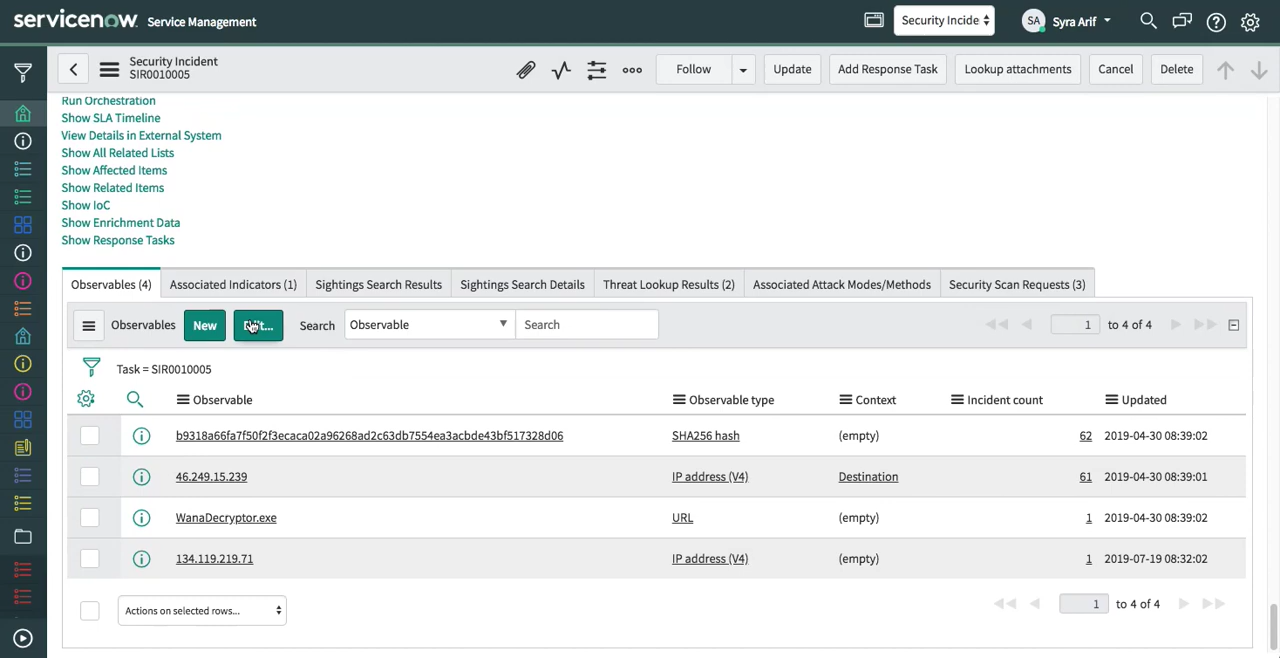 servicenow Service Management
Security Incide
SA Syra Arif
Security Incident
SIR0010005
Follow
Update
Add Response Task
Lookup attachments
Cancel
Delete
Run Orchestration
Show SLA Timeline
View Details in External System
Show All Related Lists
Show Affected Items
Show Related Items
Show IoC
Show Enrichment Data
Show Response Tasks
Observables (4) Associated Indicators (1) Sightings Search Results Sightings Search Details Threat Lookup Results (2) Associated Attack Modes/Methods Security Scan Requests (3)
Observables New Search Observable Search 1 to 4 of 4
Task = SIR0010005
Observable Observable type Context Incident count Updated
b9318a66fa7f50f2f3ecaca02a96268ad2c63db7554ea3acbde43bf517328d06 SHA256 hash (empty) 62 2019-04-30 08:39:02
46.249.15.239 IP address (V4) Destination 61 2019-04-30 08:39:01
WanaDecryptor.exe URL (empty) 1 2019-04-30 08:39:02
134.119.219.71 IP address (V4) (empty) 1 2019-07-19 08:32:02
Actions on selected rows... 1 to 4 of 4